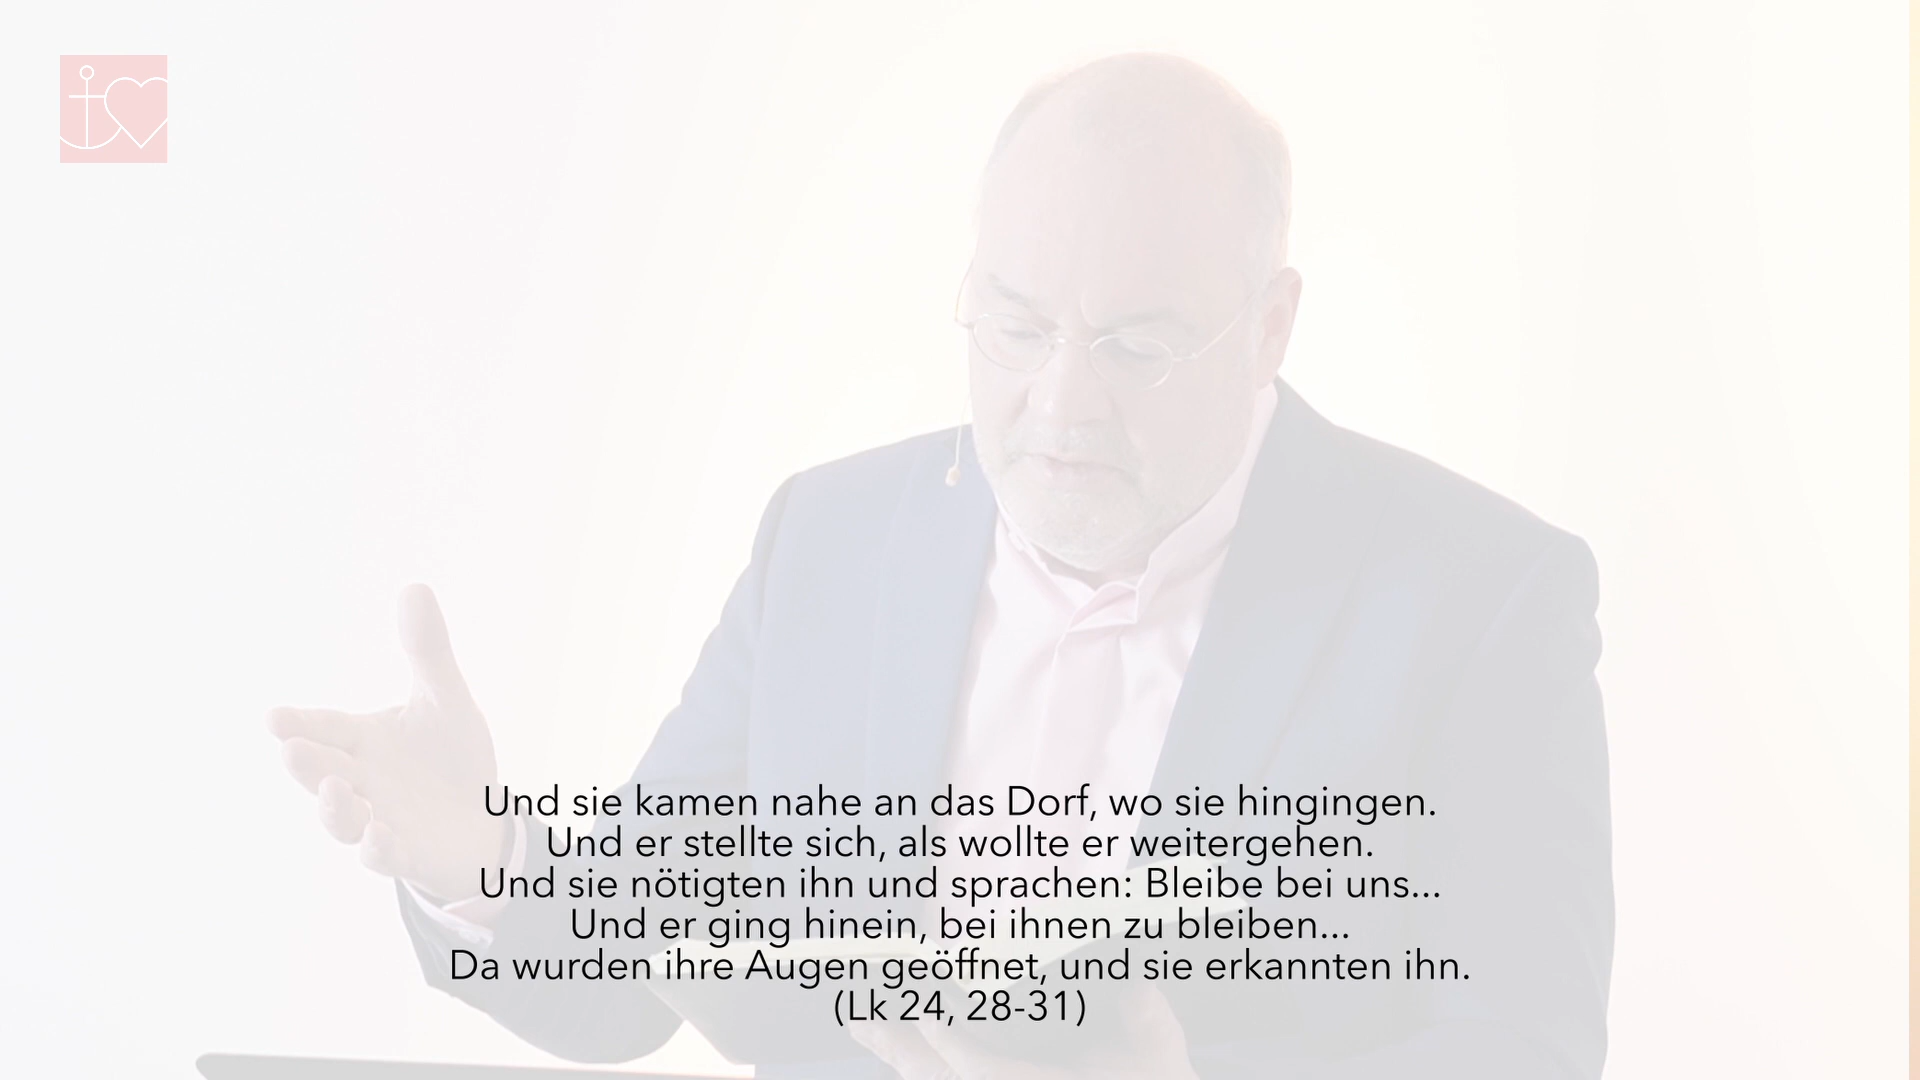 Und sie kamen nahe an das Dorf, wo sie hingingen.
Und er stellte sich, als wollte er weitergehen.
Und sie nötigten ihn und sprachen: Bleibe bei uns...
Und er ging hinein, bei ihnen zu bleiben...
Da wurden ihre Augen geöffnet, und sie erkannten ihn.
(Lk 24, 28-31)